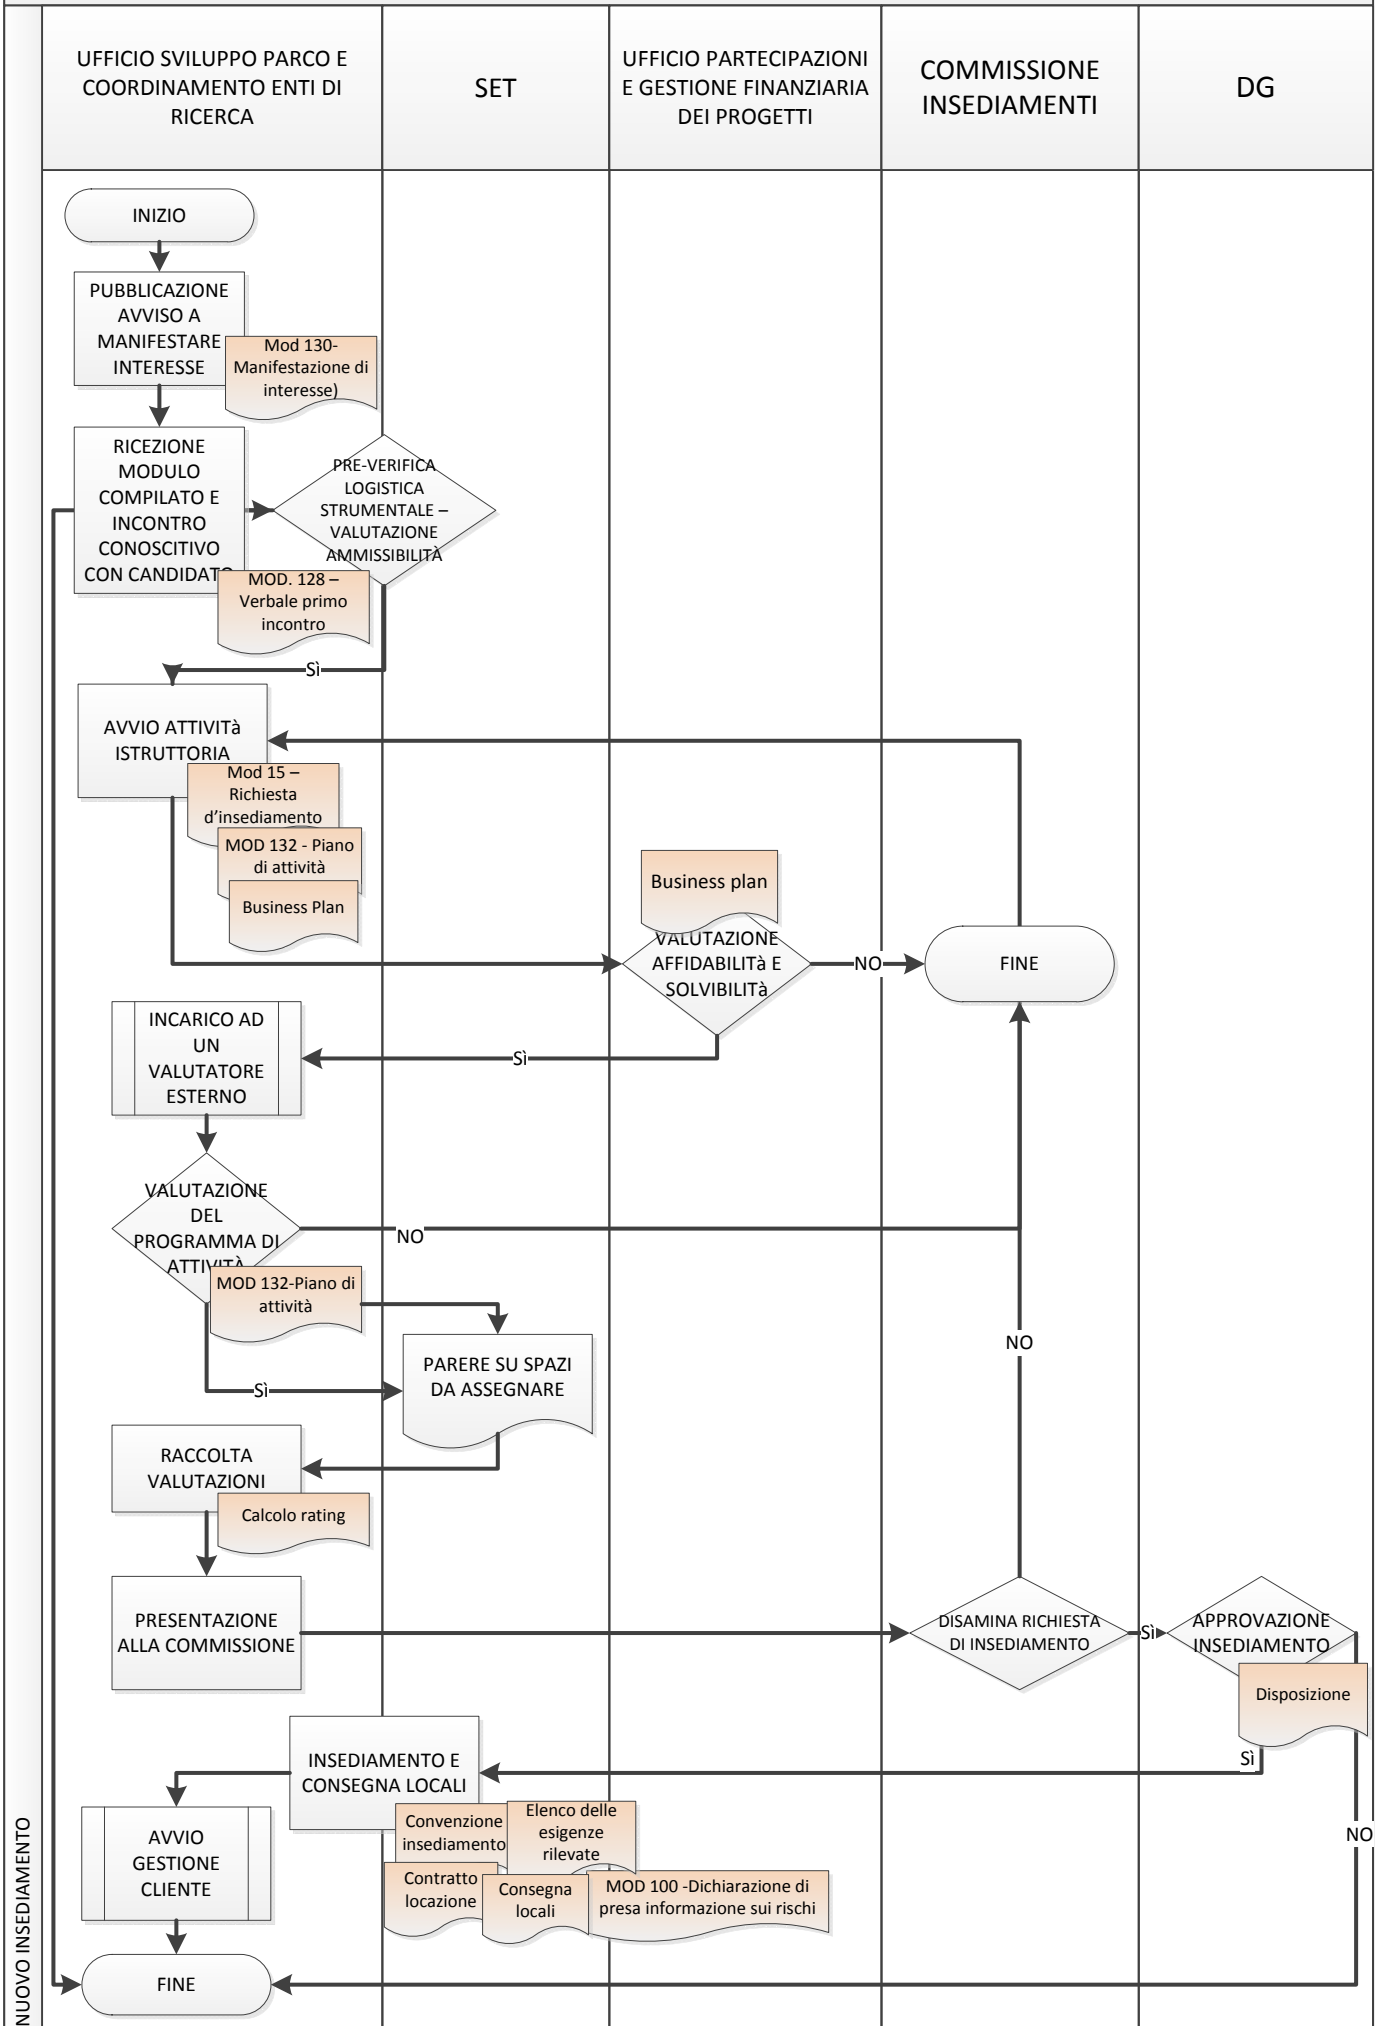 UFFICIO SVILUPPO PARCO E
COORDINAMENTO ENTI DI
RICERCA
SET
UFFICIO PARTECIPAZIONI
E GESTIONE FINANZIARIA
DEI PROGETTI
COMMISSIONE
INSEDIAMENTI
DG
INIZIO
PUBBLICAZIONE
AVVISO A
MANIFESTARE
INTERESSE
Mod 130-
Manifestazione di
interesse)
RICEZIONE
MODULO
COMPILATO E
INCONTRO
CONOSCITIVO
CON CANDIDATO
PRE-VERIFICA
LOGISTICA
STRUMENTALE –
VALUTAZIONE
AMMISSIBILITÀ
MOD. 128 –
Verbale primo
incontro
Sì
AVVIO ATTIVITà
ISTRUTTORIA
Mod 15 –
Richiesta
d'insediamento
MOD 132 - Piano
di attività
Business Plan
Business plan
VALUTAZIONE
AFFIDABILITà E
SOLVIBILITà
NO
FINE
Sì
INCARICO AD
UN
VALUTATORE
ESTERNO
VALUTAZIONE
DEL
PROGRAMMA DI
ATTIVITÀ
NO
MOD 132-Piano di
attività
Sì
PARERE SU SPAZI
DA ASSEGNARE
NO
RACCOLTA
VALUTAZIONI
Calcolo rating
PRESENTAZIONE
ALLA COMMISSIONE
DISAMINA RICHIESTA
DI INSEDIAMENTO
Sì
APPROVAZIONE
INSEDIAMENTO
Disposizione
Sì
INSEDIAMENTO E
CONSEGNA LOCALI
Convenzione
insediamento
Elenco delle
esigenze
rilevate
Contratto
locazione
Consegna
locali
MOD 100 -Dichiarazione di
presa informazione sui rischi
NO
AVVIO
GESTIONE
CLIENTE
FINE
NUOVO INSEDIAMENTO